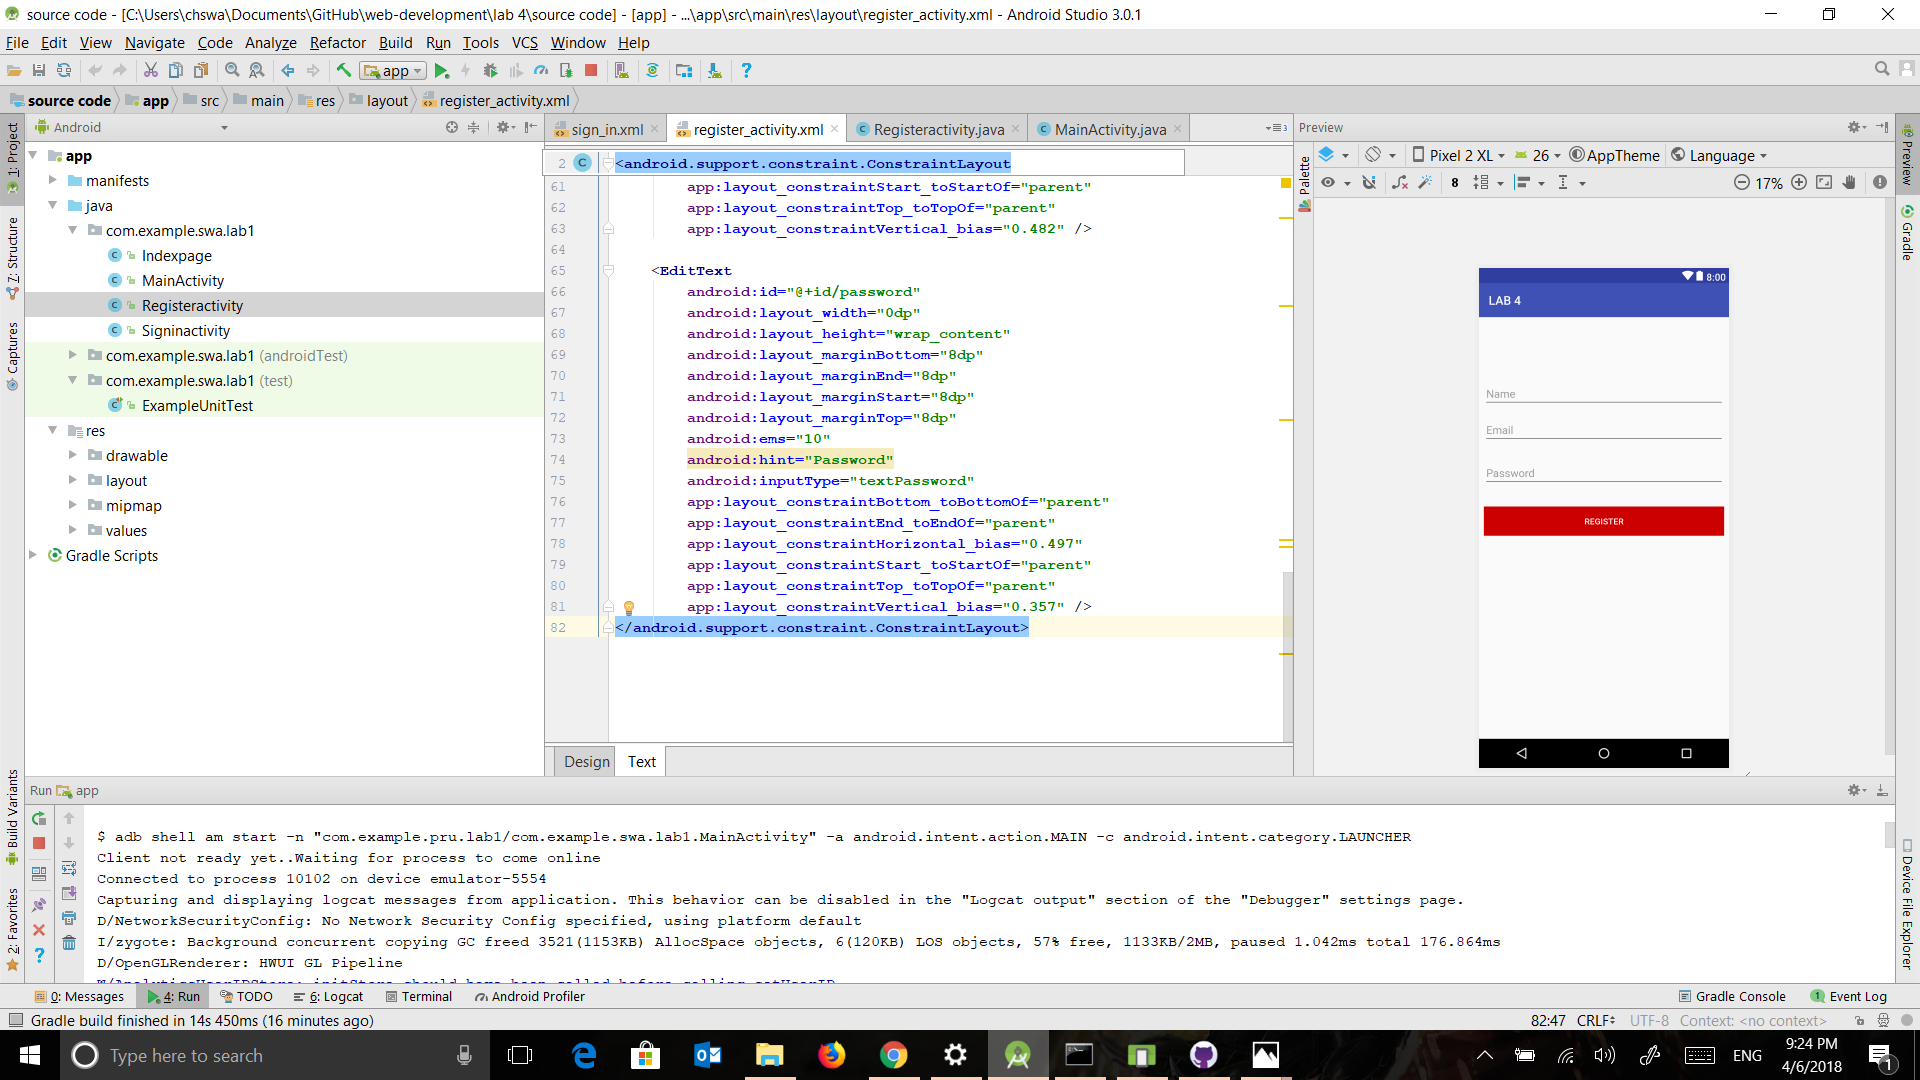 source code - [C:\Users\chswa\Documents\GitHub\web-development\lab 4\source code] - [app] - ...\app\src\main\res\layout\register_activity.xml - Android Studio 3.0.1
File Edit View Navigate Code Analyze Refactor Build Run Tools VCS Window Help
app
source code app src main res layout register_activity.xml
Android
sign_in.xml register_activity.xml Registeractivity.java MainActivity.java
Preview
1: Project
7: Structure
Captures
Build Variants
2: Favorites
app
manifests
java
com.example.swa.lab1
Indexpage
MainActivity
Registeractivity
Signinactivity
com.example.swa.lab1 (androidTest)
com.example.swa.lab1 (test)
ExampleUnitTest
res
drawable
layout
mipmap
values
Gradle Scripts
2 <android.support.constraint.ConstraintLayout
61 app:layout_constraintStart_toStartOf="parent"
62 app:layout_constraintTop_toTopOf="parent"
63 app:layout_constraintVertical_bias="0.482" />
64
65 <EditText
66 android:id="@+id/password"
67 android:layout_width="0dp"
68 android:layout_height="wrap_content"
69 android:layout_marginBottom="8dp"
70 android:layout_marginEnd="8dp"
71 android:layout_marginStart="8dp"
72 android:layout_marginTop="8dp"
73 android:ems="10"
74 android:hint="Password"
75 android:inputType="textPassword"
76 app:layout_constraintBottom_toBottomOf="parent"
77 app:layout_constraintEnd_toEndOf="parent"
78 app:layout_constraintHorizontal_bias="0.497"
79 app:layout_constraintStart_toStartOf="parent"
80 app:layout_constraintTop_toTopOf="parent"
81 app:layout_constraintVertical_bias="0.357" />
82 </android.support.constraint.ConstraintLayout>
Design Text
Palette
Pixel 2 XL 26 AppTheme Language
8 17%
8:00
LAB 4
Name
Email
Password
REGISTER
Preview
Gradle
Device File Explorer
Run app
$ adb shell am start -n "com.example.pru.lab1/com.example.swa.lab1.MainActivity" -a android.intent.action.MAIN -c android.intent.category.LAUNCHER
Client not ready yet..Waiting for process to come online
Connected to process 10102 on device emulator-5554
Capturing and displaying logcat messages from application. This behavior can be disabled in the "Logcat output" section of the "Debugger" settings page.
D/NetworkSecurityConfig: No Network Security Config specified, using platform default
I/zygote: Background concurrent copying GC freed 3521(1153KB) AllocSpace objects, 6(120KB) LOS objects, 57% free, 1133KB/2MB, paused 1.042ms total 176.864ms
D/OpenGLRenderer: HWUI GL Pipeline
0: Messages 4: Run TODO 6: Logcat Terminal Android Profiler Gradle Console 1 Event Log
Gradle build finished in 14s 450ms (16 minutes ago) 82:47 CRLF UTF-8 Context: <no context>
Type here to search
ENG
9:24 PM
4/6/2018
1